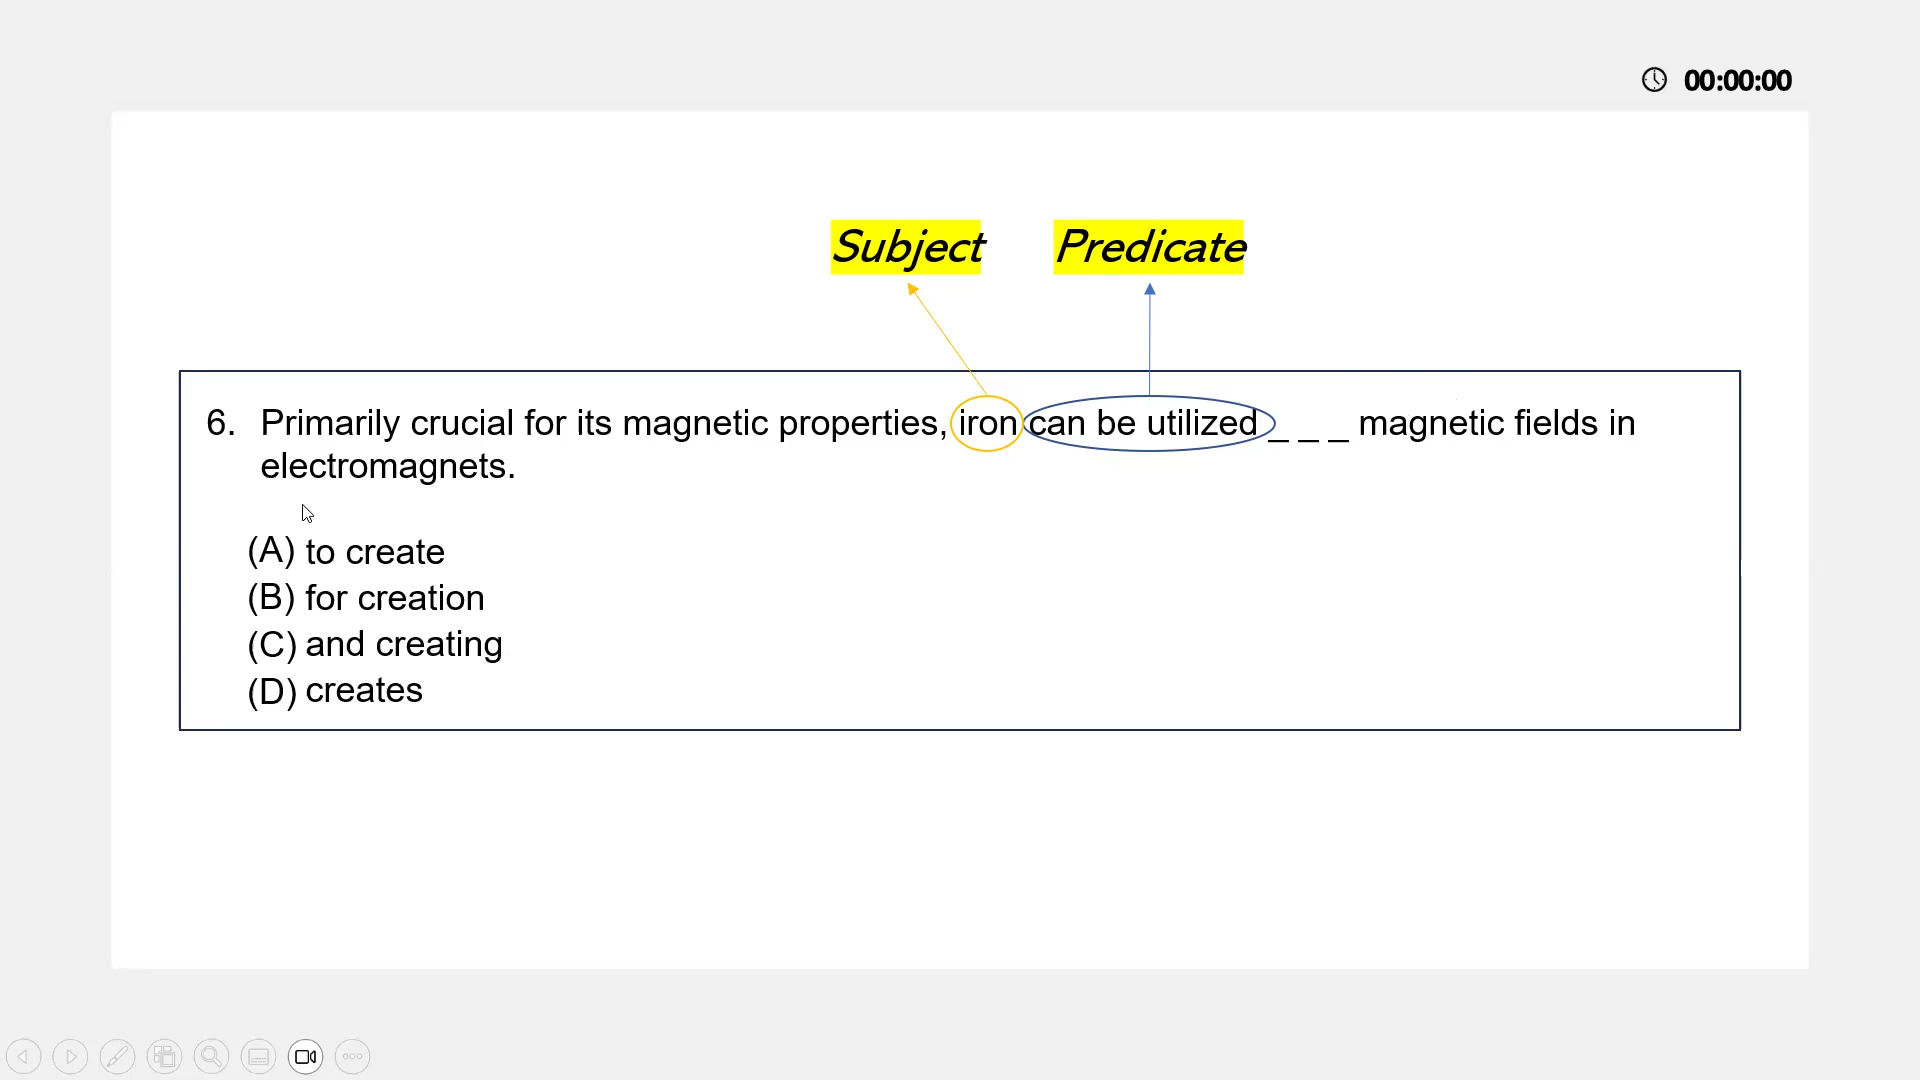 00:00:00
Subject Predicate
6. Primarily crucial for its magnetic properties, iron can be utilized _ _ _ magnetic fields in
electromagnets.
(A) to create
(B) for creation
(C) and creating
(D) creates